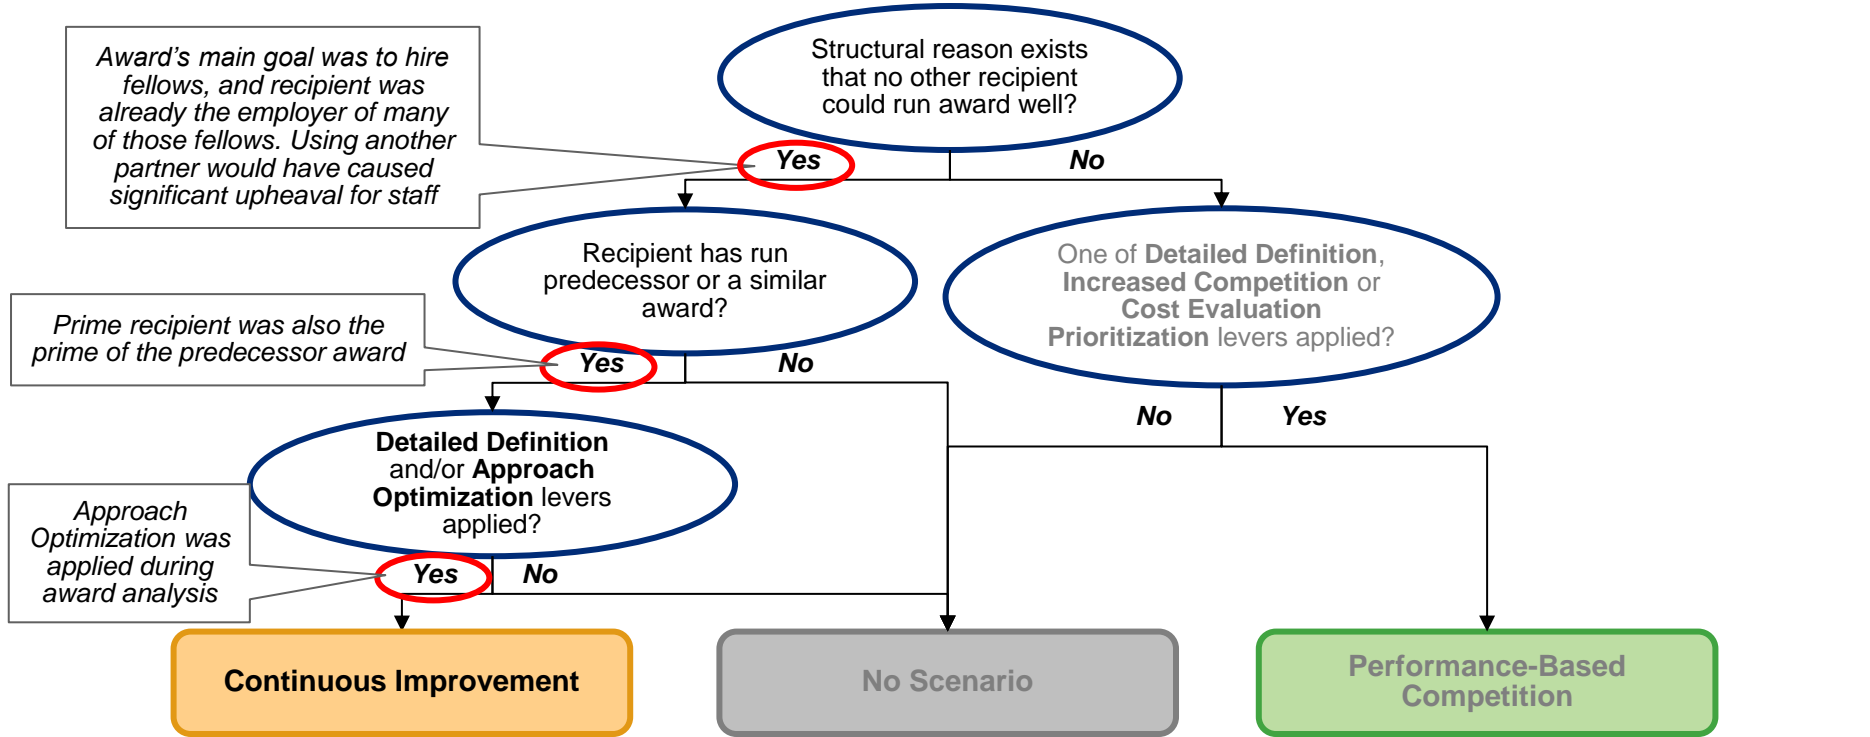 Award’s main goal was to hire
fellows, and recipient was
already the employer of many
of those fellows. Using another
partner would have caused
significant upheaval for staff
Structural reason exists
that no other recipient
could run award well?
Yes
No
Recipient has run
predecessor or a similar
award?
One of Detailed Definition,
Increased Competition or
Cost Evaluation
Prioritization levers applied?
Prime recipient was also the
prime of the predecessor award
Yes
No
No
Yes
Detailed Definition
and/or Approach
Optimization levers
applied?
Approach
Optimization was
applied during
award analysis
Yes
No
Continuous Improvement
No Scenario
Performance-Based
Competition